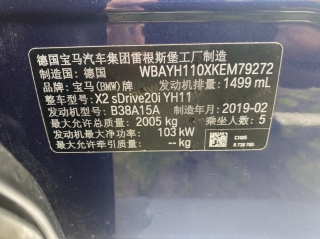 德国宝马汽车集团雷根斯堡工厂制造
制造国：德国 WBAYH110XKEM79272
品牌：宝马(BMW)牌 发动机排量：1499 mL
整车型号：X2 sDrive20i YH11
发动机型号：B38A15A 制造年月：2019-02
最大允许总质量：2005 kg 乘坐人数：5
发动机最大净功率：103 kW
最大允许牵引质量：-- kg